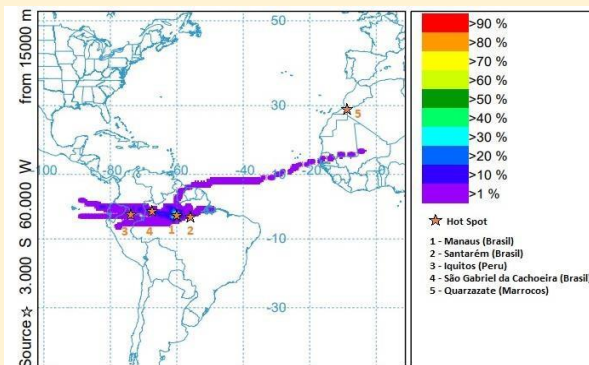 from 15000 m
Source ☆ 3.000 S 60.000 W
50
30
-100 -80 -60 -40 -20 0
-10
-30
5
3 4 1 2
>90 %
>80 %
>70 %
>60 %
>50 %
>40 %
>30 %
>20 %
>10 %
>1 %
Hot Spot
1 - Manaus (Brasil)
2 - Santarém (Brasil)
3 - Iquitos (Peru)
4 - São Gabriel da Cachoeira (Brasil)
5 - Quarzazate (Marrocos)